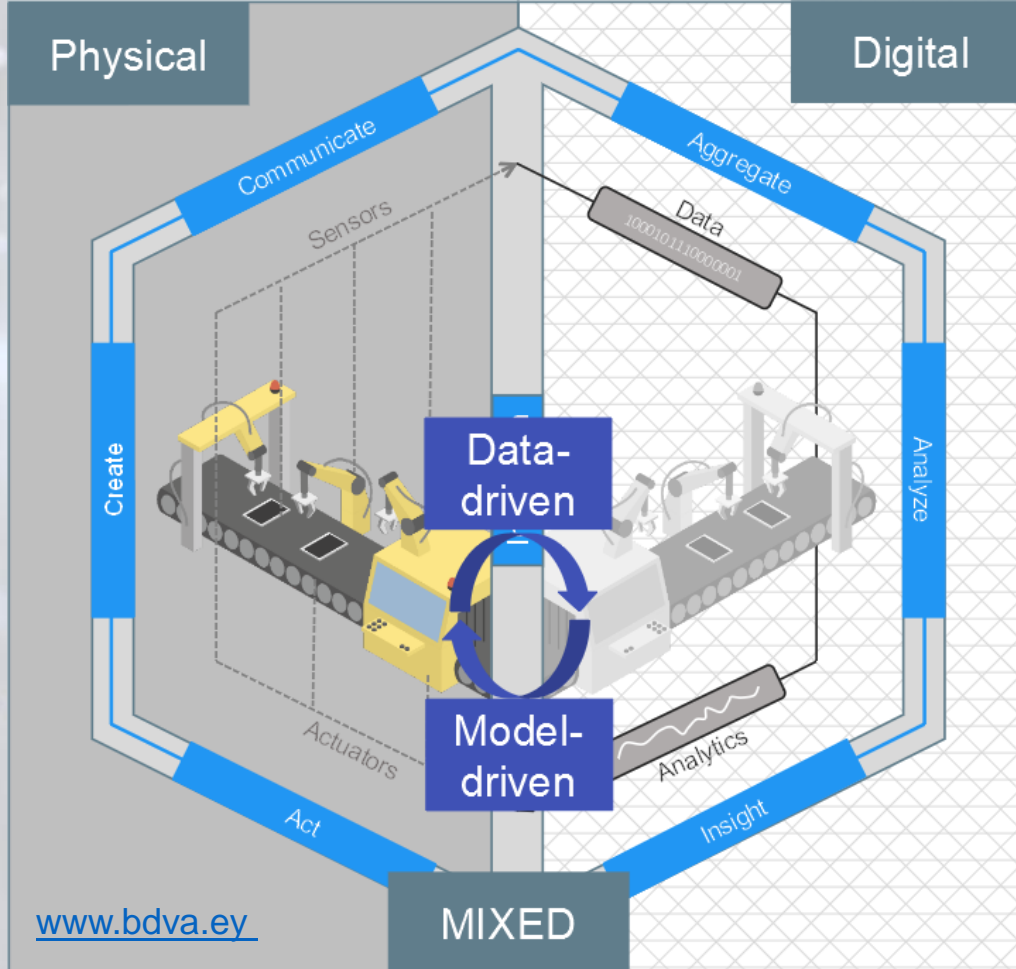 Physical
Digital
Communicate
Aggregate
Sensors
Data
1000101110000001
Create
Analyze
Data-
driven
Model-
driven
Actuators
Analytics
Act
Insight
MIXED
www.bdva.ey